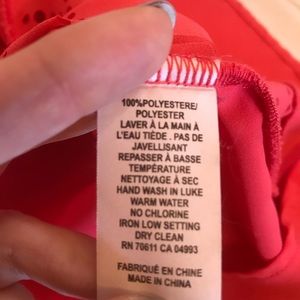 100%POLYESTERE/
POLYESTER
LAVER À LA MAIN À
L'EAU TIÈDE . PAS DE
JAVELLISANT
REPASSER À BASSE
TEMPÉRATURE
NETTOYAGE À SEC
HAND WASH IN LUKE
WARM WATER
NO CHLORINE
IRON LOW SETTING
DRY CLEAN
RN 70611 CA 04993
FABRIQUÉ EN CHINE
MADE IN CHINA